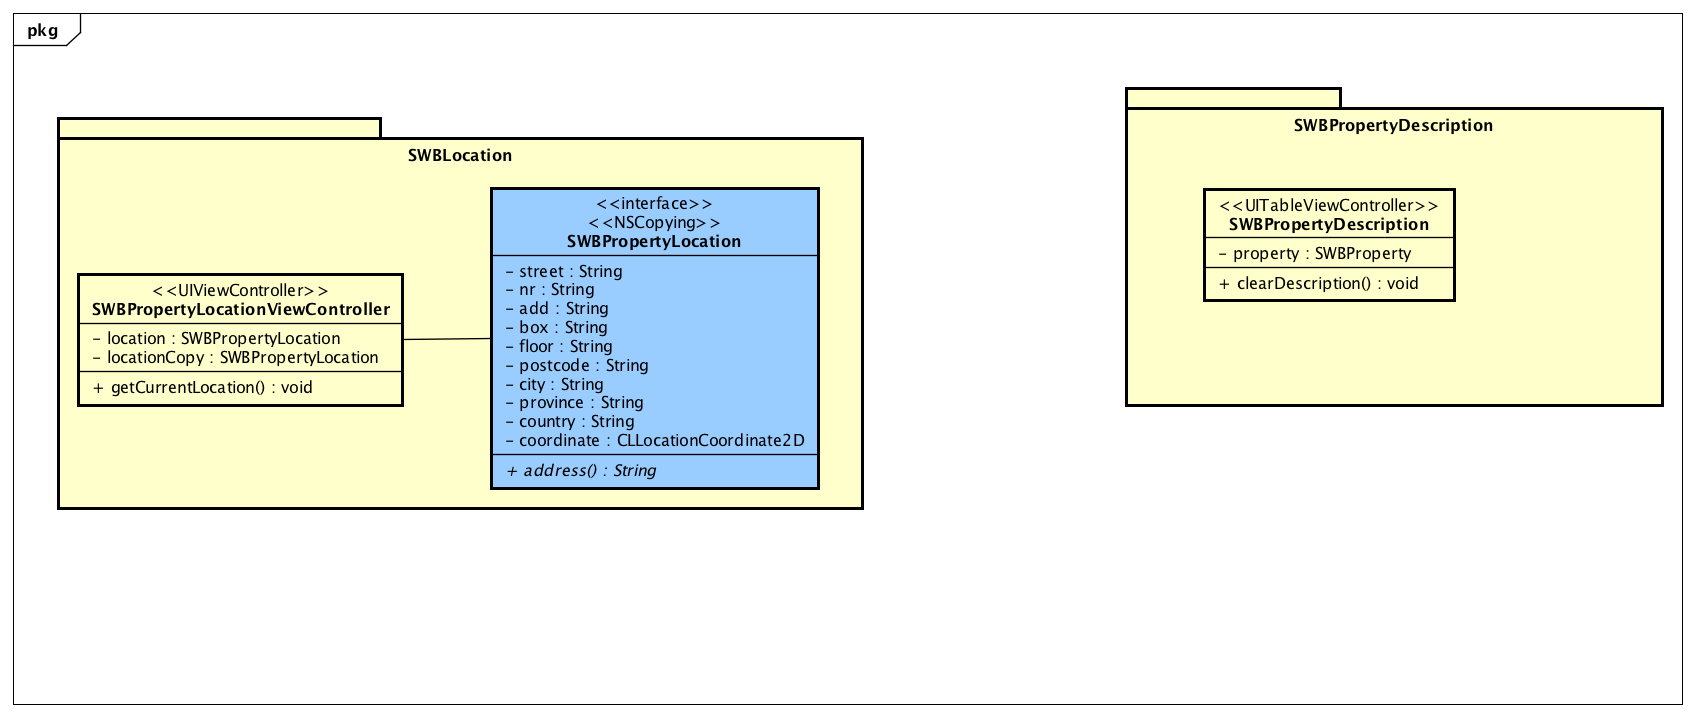 pkg
SWBLocation
<<UIViewController>>
SWBPropertyLocationViewController
- location : SWBPropertyLocation
- locationCopy : SWBPropertyLocation
+ getCurrentLocation() : void
<<interface>>
<<NSCopying>>
SWBPropertyLocation
- street : String
- nr : String
- add : String
- box : String
- floor : String
- postcode : String
- city : String
- province : String
- country : String
- coordinate : CLLocationCoordinate2D
+ address() : String
SWBPropertyDescription
<<UITableViewController>>
SWBPropertyDescription
- property : SWBProperty
+ clearDescription() : void